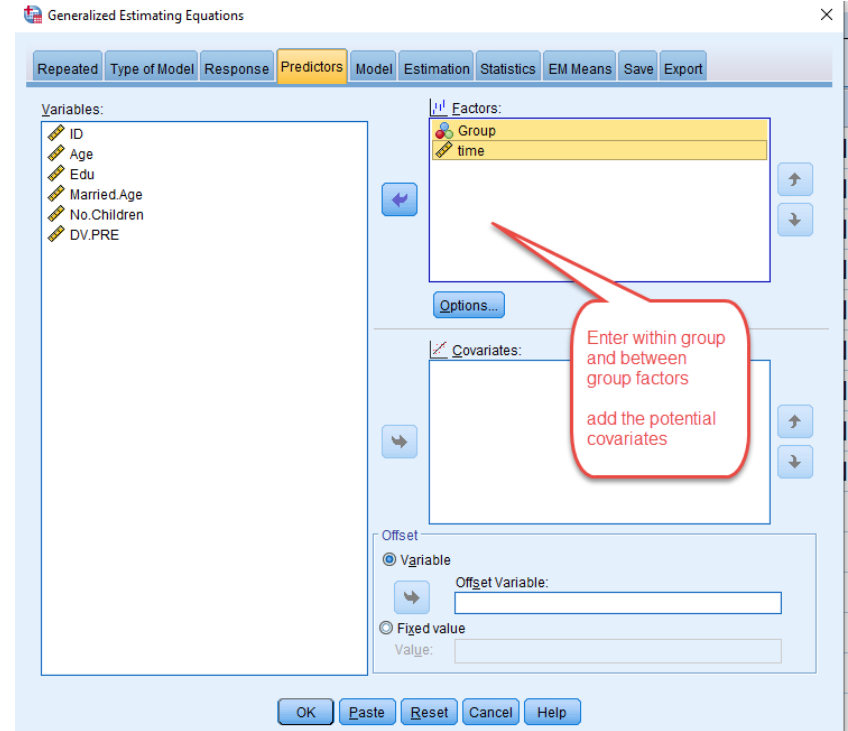 Generalized Estimating Equations
Repeated Type of Model Response Predictors Model Estimation Statistics EM Means Save Export
Variables:
ID
Age
Edu
Married.Age
No.Children
DV.PRE
Factors:
Group
time
Options...
Enter within group
and between
group factors
add the potential
covariates
Covariates:
Offset
Variable
Offset Variable:
Fixed value
Value:
OK Paste Reset Cancel Help